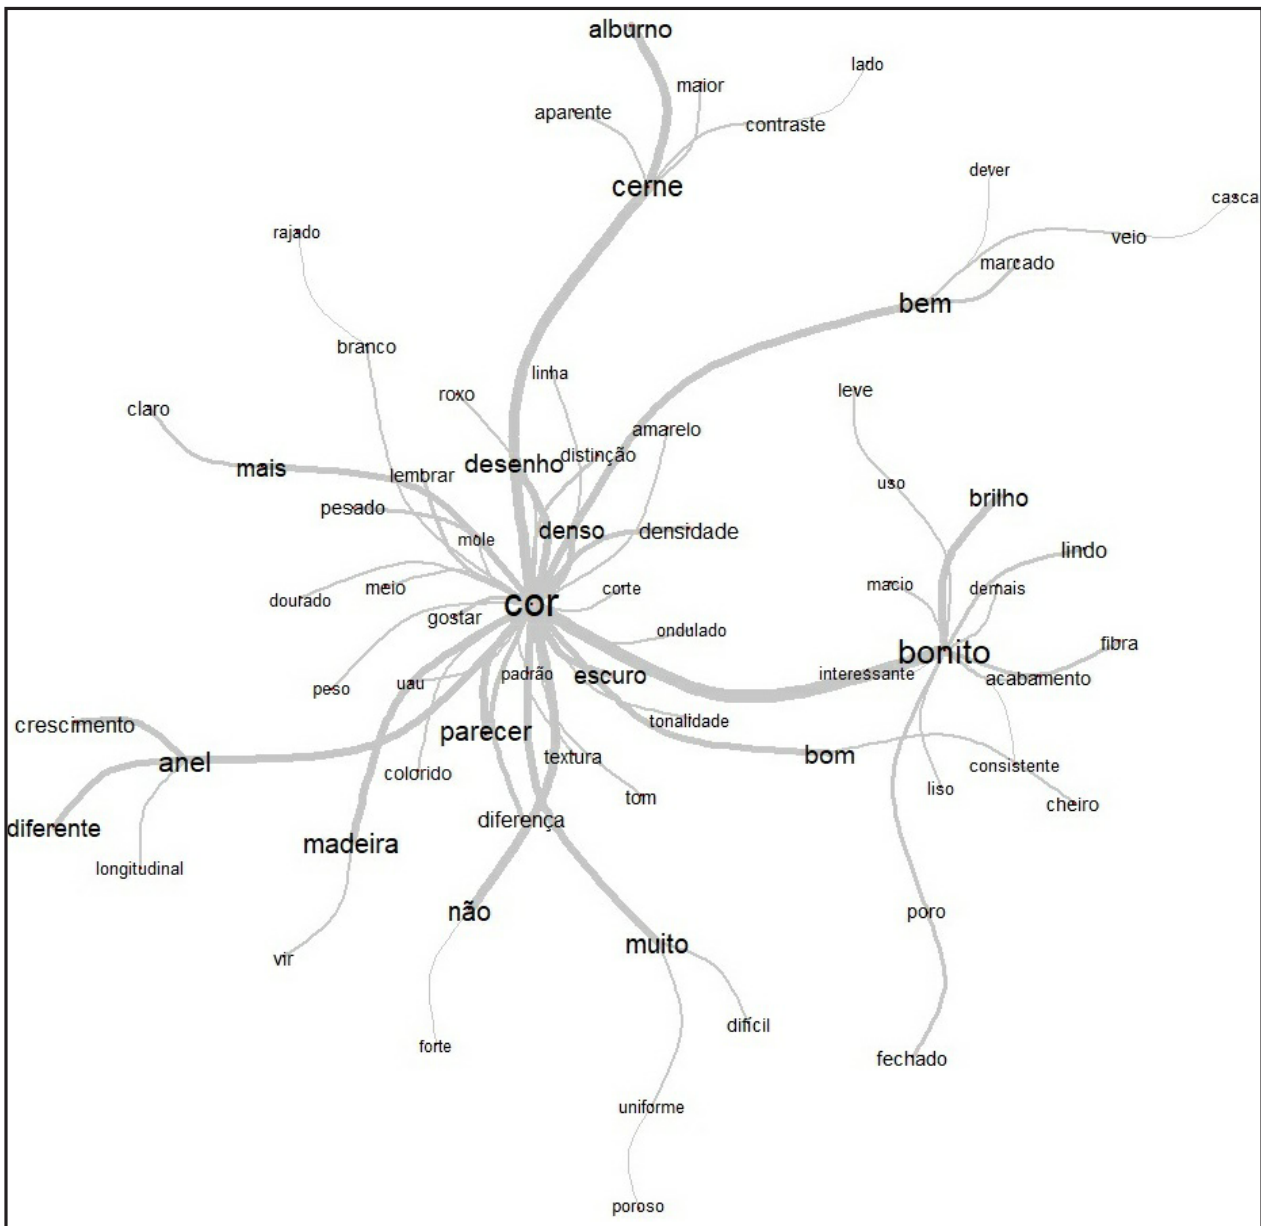 alburno
lado
maior
aparente
contraste
dever
cerne
casca
rajado
veio
marcado
bem
branco
linha
leve
roxo
claro
amarelo
distinção
desenho
mais
lembrar
uso
brilho
pesado
denso
densidade
mole
lindo
meio
macio
corte
demais
dourado
cor
gostar
ondulado
fibra
bonito
interessante
padrão
escuro
acabamento
uau
peso
tonalidade
crescimento
parecer
bom
textura
anel
consistente
colorido
liso
tom
cheiro
diferença
diferente
madeira
longitudinal
não
poro
muito
vir
difícil
forte
fechado
uniforme
poroso